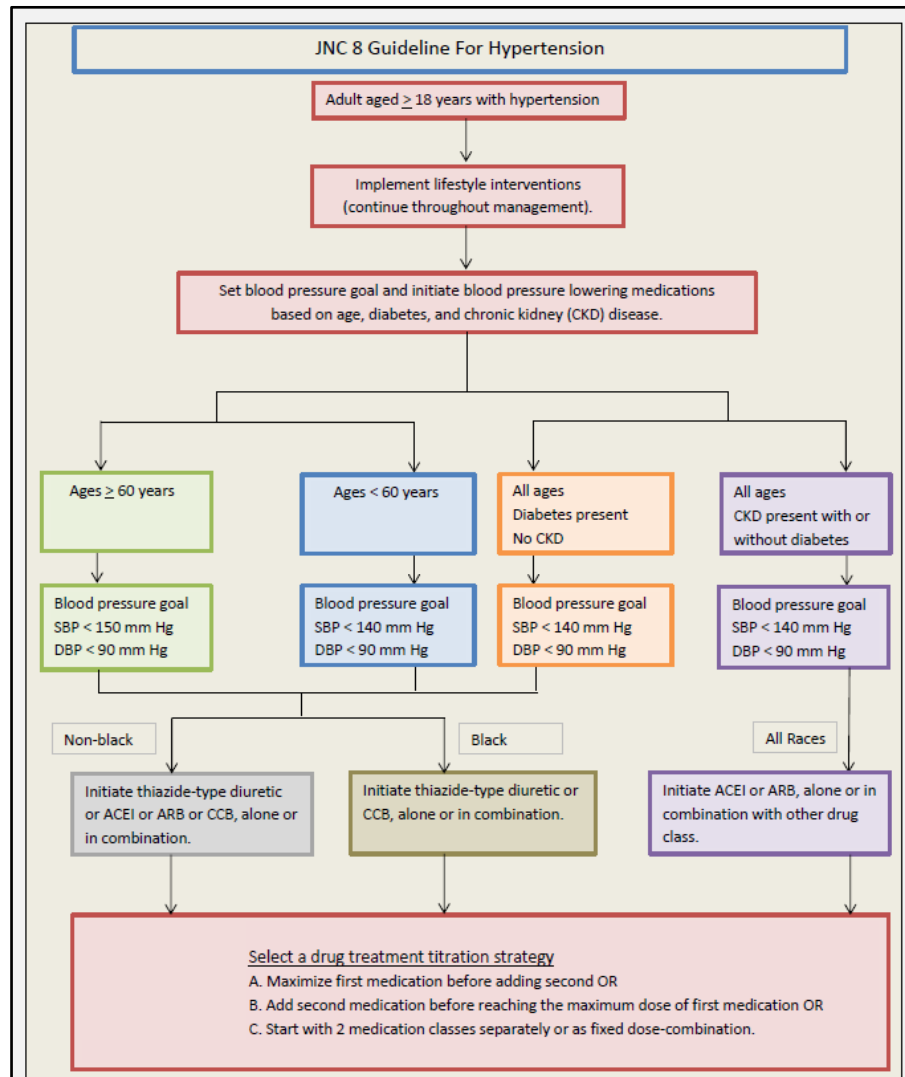 JNC 8 Guideline For Hypertension
Adult aged ≥ 18 years with hypertension
Implement lifestyle interventions
(continue throughout management).
Set blood pressure goal and initiate blood pressure lowering medications
based on age, diabetes, and chronic kidney (CKD) disease.
Ages ≥ 60 years
Ages < 60 years
All ages
Diabetes present
No CKD
All ages
CKD present with or
without diabetes
Blood pressure goal
SBP < 150 mm Hg
DBP < 90 mm Hg
Blood pressure goal
SBP < 140 mm Hg
DBP < 90 mm Hg
Blood pressure goal
SBP < 140 mm Hg
DBP < 90 mm Hg
Blood pressure goal
SBP < 140 mm Hg
DBP < 90 mm Hg
Non-black
Black
All Races
Initiate thiazide-type diuretic
or ACEI or ARB or CCB, alone or
in combination.
Initiate thiazide-type diuretic or
CCB, alone or in combination.
Initiate ACEI or ARB, alone or in
combination with other drug
class.
Select a drug treatment titration strategy
A. Maximize first medication before adding second OR
B. Add second medication before reaching the maximum dose of first medication OR
C. Start with 2 medication classes separately or as fixed dose-combination.